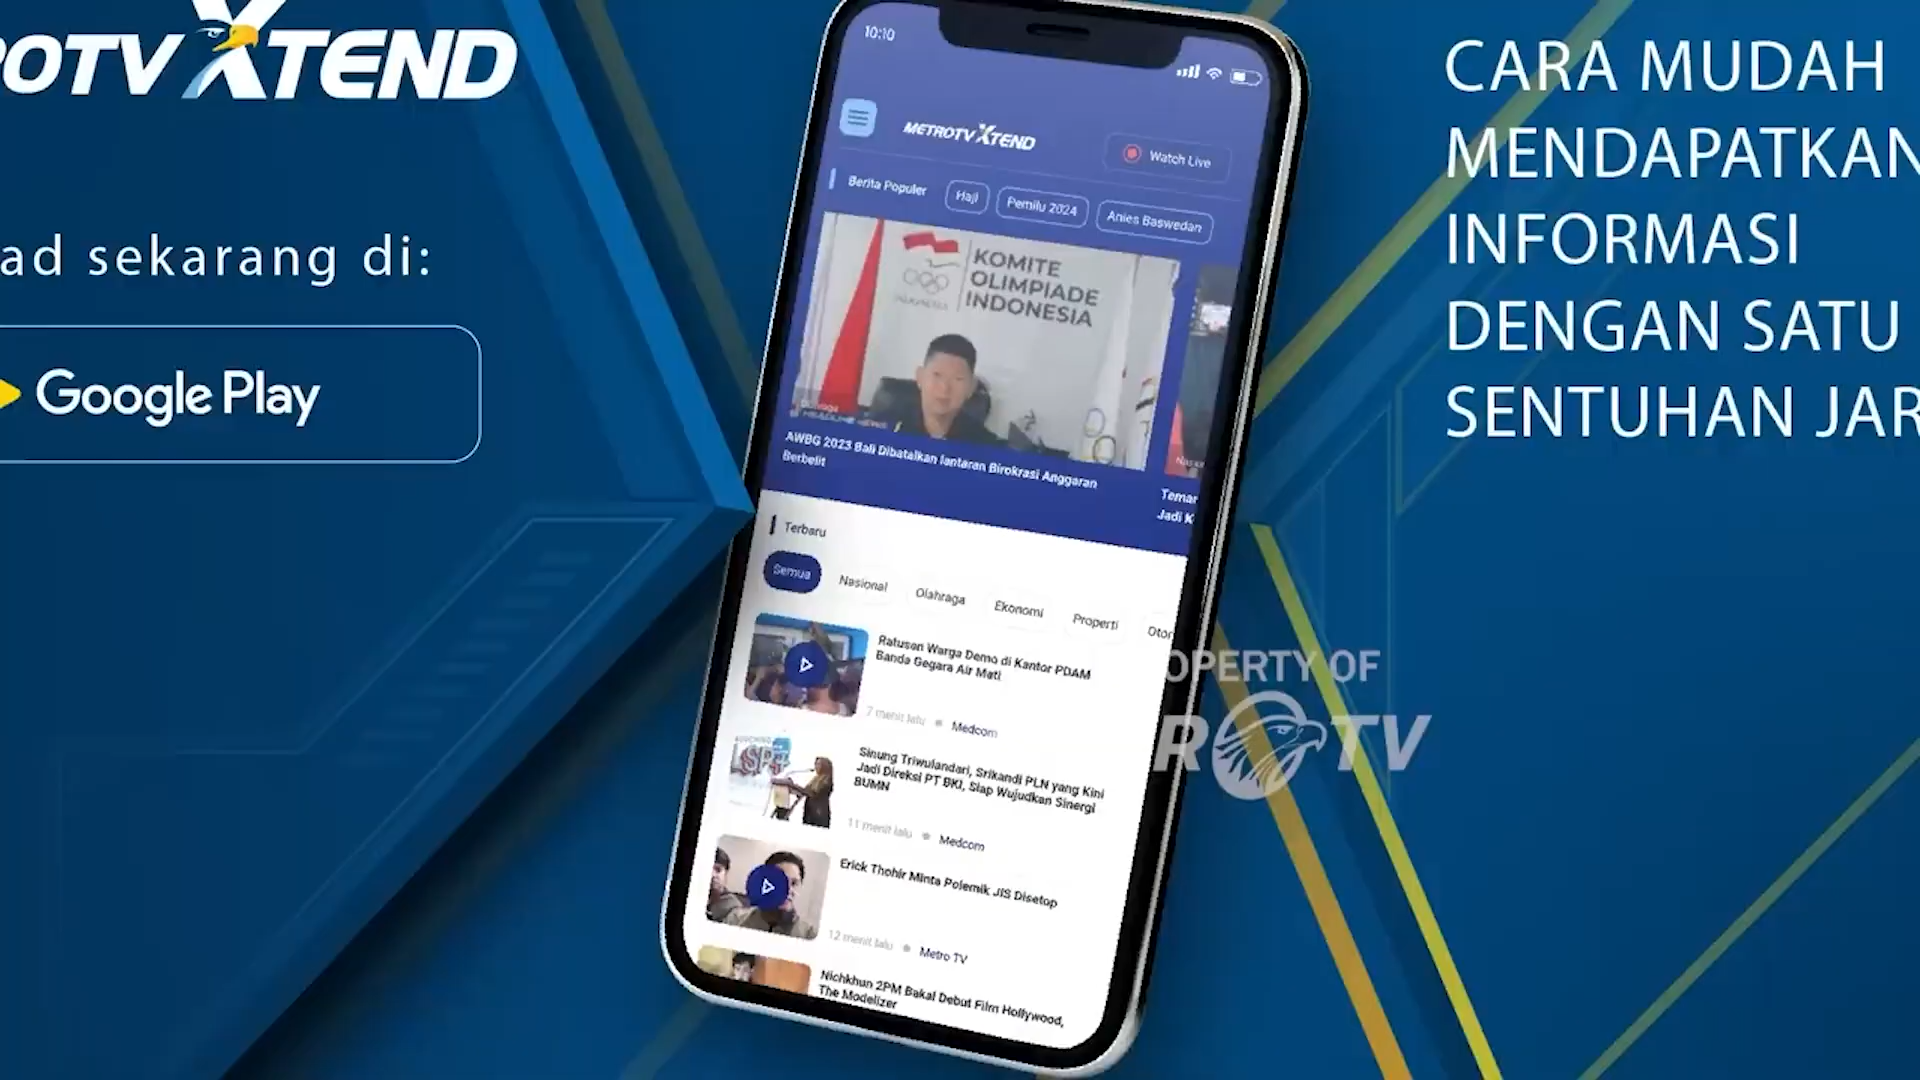 ROTV XTEND
ad sekarang di:
Google Play
10:10
METROTV XTEND
Watch Live
Berita Populer
Haji
Pemilu 2024
Anies Baswedan
KOMITE
OLIMPIADE
INDONESIA
AWBG 2023 Bali Dibatalkan lantaran Birokrasi Anggaran
Berbelit
Teman
Jadi K
Terbaru
Semua
Nasional
Olahraga
Ekonomi
Properti
Otor
Ratusan Warga Demo di Kantor PDAM
Banda Gegara Air Mati
7 menit lalu
Medcom
Sinung Triwulandari, Srikandi PLN yang Kini
Jadi Direksi PT BKI, Siap Wujudkan Sinergi
BUMN
11 menit lalu
Medcom
Erick Thohir Minta Polemik JIS Disetop
12 menit lalu
Metro TV
Nichkhun 2PM Bakal Debut Film Hollywood,
The Modelizer
CARA MUDAH
MENDAPATKAN
INFORMASI
DENGAN SATU
SENTUHAN JAR
OPERTY OF
ROTV